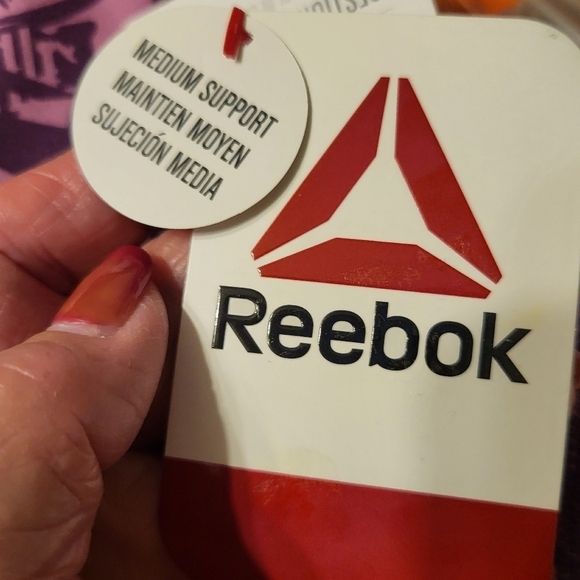 MEDIUM SUPPORT
MAINTIEN MOYEN
SUJECIÓN MEDIA
Reebok